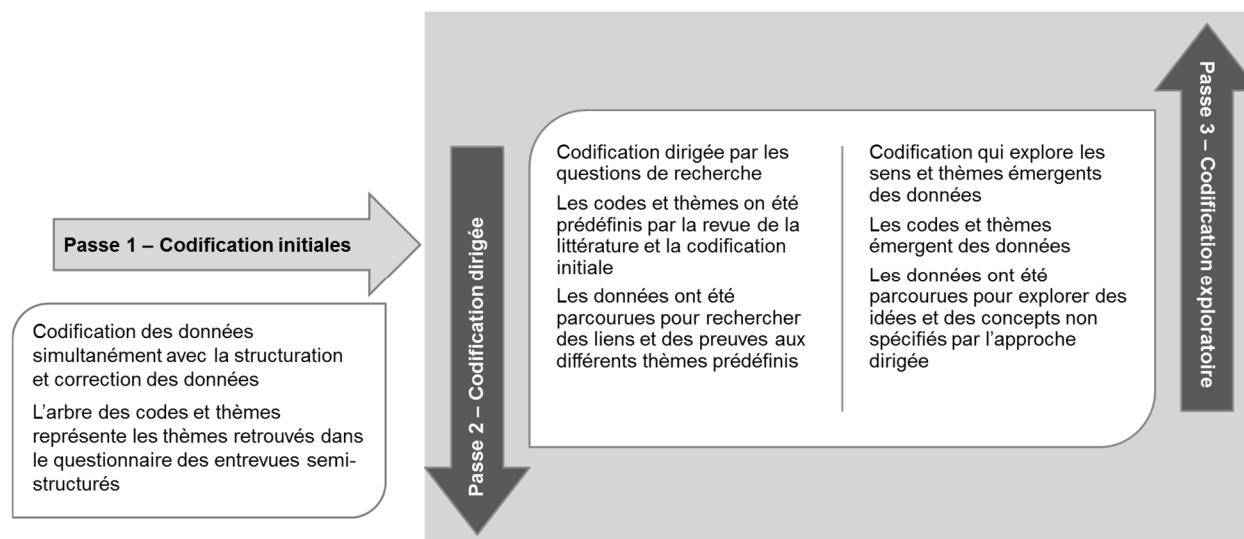 Passe 1 – Codification initiales
Codification des données
simultanément avec la structuration
et correction des données
L'arbre des codes et thèmes
représente les thèmes retrouvés dans
le questionnaire des entrevues semi-
structurés
Passe 2 – Codification dirigée
Codification dirigée par les
questions de recherche
Les codes et thèmes on été
prédéfinis par la revue de la
littérature et la codification
initiale
Les données ont été
parcourues pour rechercher
des liens et des preuves aux
différents thèmes prédéfinis
Codification qui explore les
sens et thèmes émergents
des données
Les codes et thèmes
émergent des données
Les données ont été
parcourues pour explorer des
idées et des concepts non
spécifiés par l'approche
dirigée
Passe 3 – Codification exploratoire